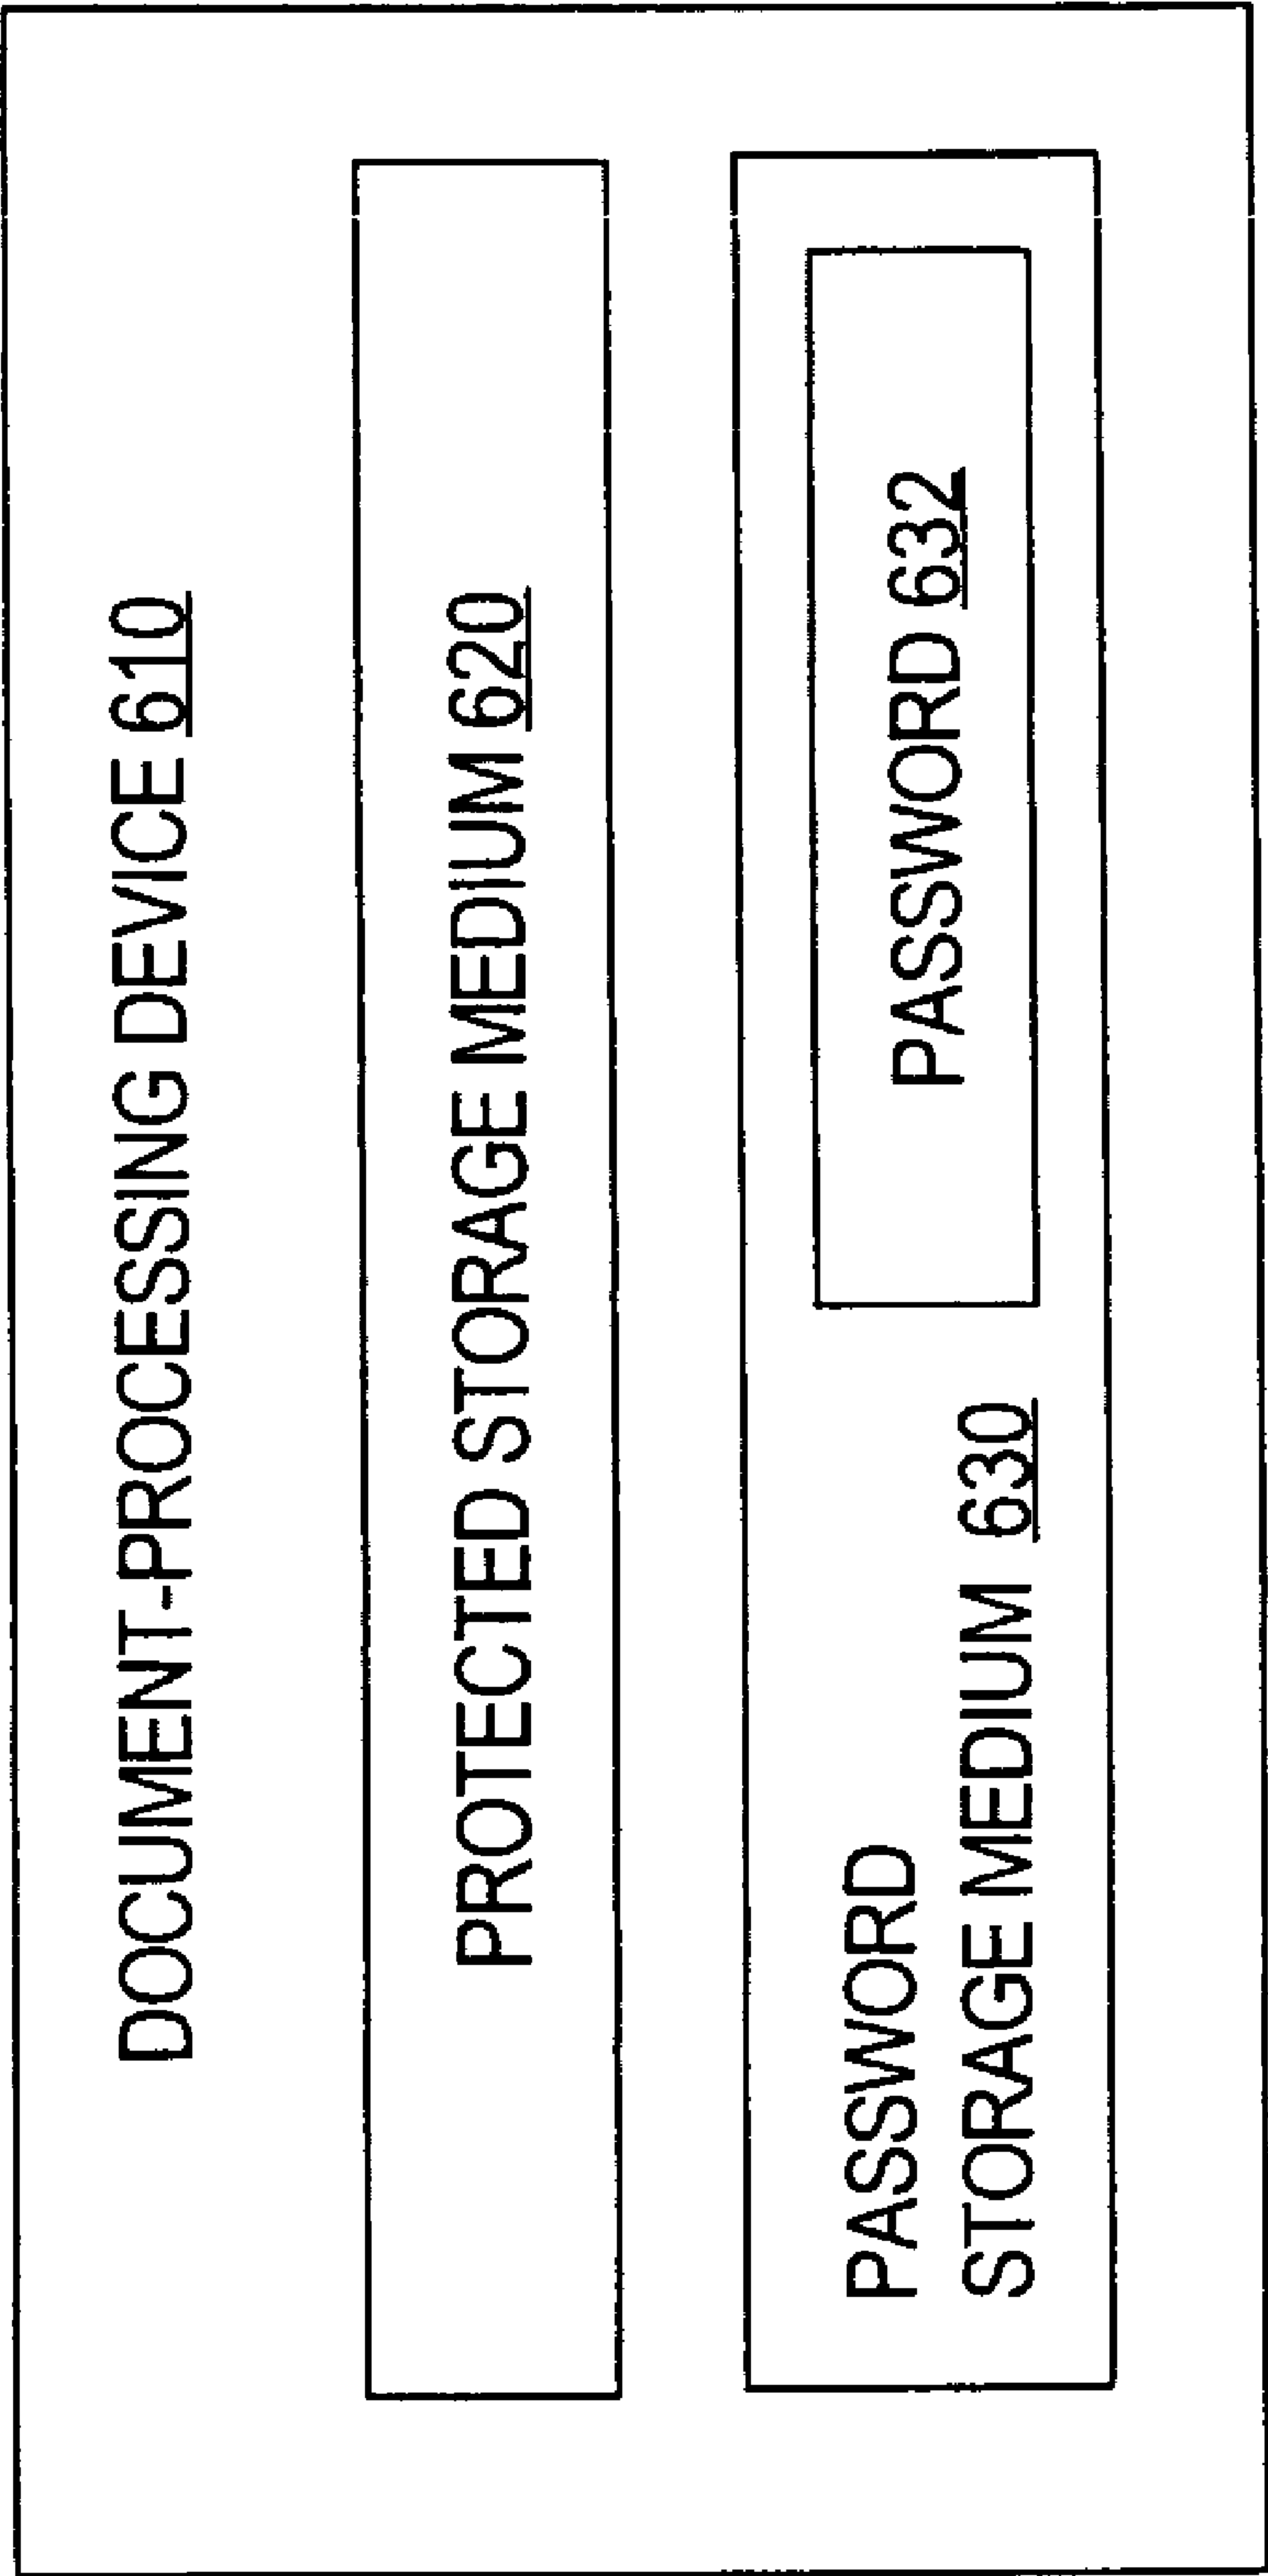 DOCUMENT-PROCESSING DEVICE 610
PROTECTED STORAGE MEDIUM 620
PASSWORD
STORAGE MEDIUM 630
PASSWORD 632